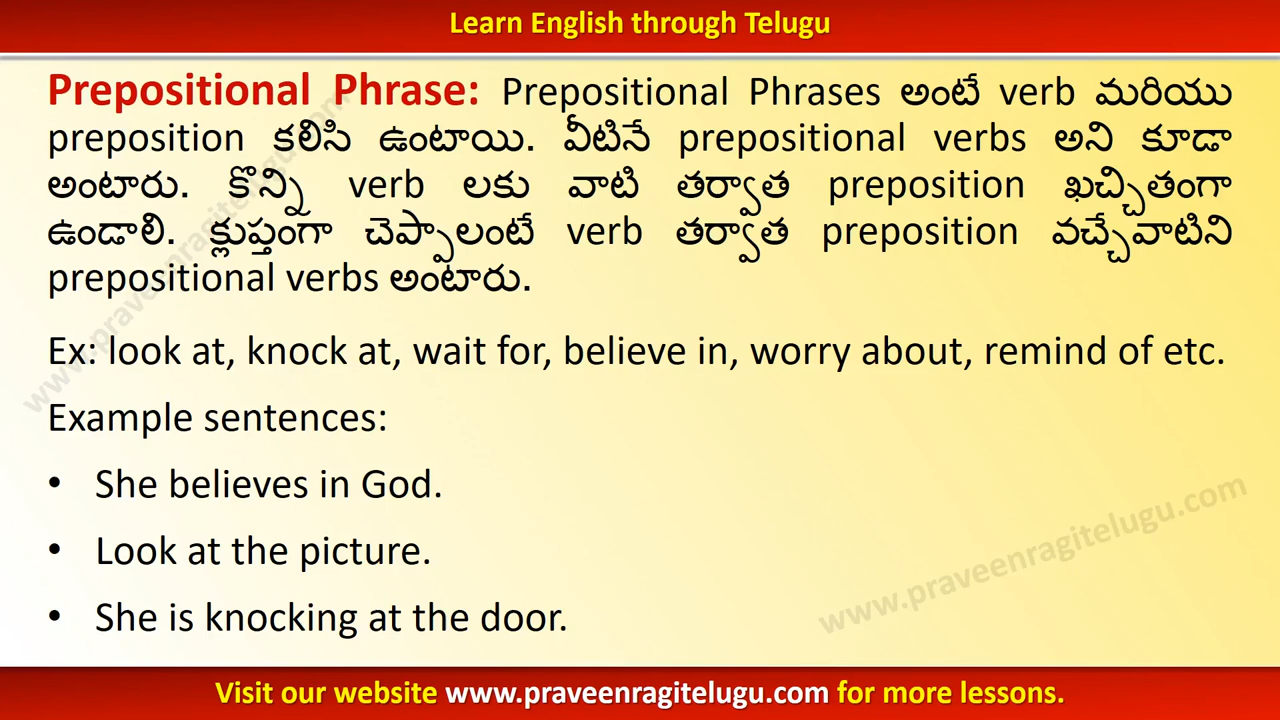 Learn English through Telugu
Prepositional Phrase: Prepositional Phrases అంటే verb మరియు
preposition కలిసి ఉంటాయి. వీటినే prepositional verbs అని కూడా
అంటారు. కొన్ని verb లకు వాటి తర్వాత preposition ఖచ్చితంగా
ఉండాలి. క్లుప్తంగా చెప్పాలంటే verb తర్వాత preposition వచ్చేవాటిని
prepositional verbs అంటారు.
Ex: look at, knock at, wait for, believe in, worry about, remind of etc.
Example sentences:
• She believes in God.
• Look at the picture.
• She is knocking at the door.
www.praveenragitelugu.com
www.praveenragitelugu.com
Visit our website www.praveenragitelugu.com for more lessons.